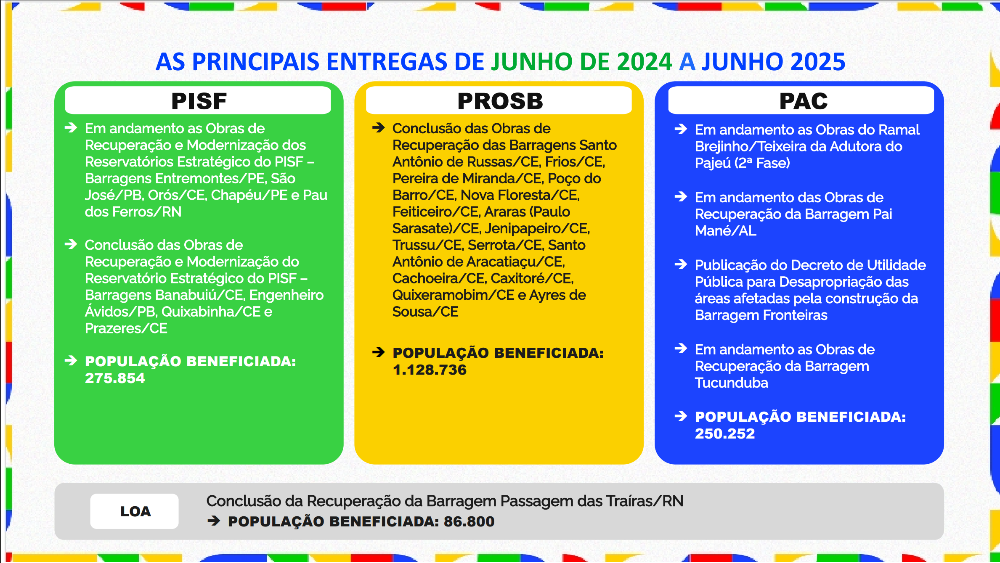 AS PRINCIPAIS ENTREGAS DE JUNHO DE 2024 A JUNHO 2025
PISF
➔ Em andamento as Obras de
Recuperação e Modernização dos
Reservatórios Estratégico do PISF –
Barragens Entremontes/PE, São
José/PB, Orós/CE, Chapéu/PE e Pau
dos Ferros/RN
➔ Conclusão das Obras de
Recuperação e Modernização do
Reservatório Estratégico do PISF –
Barragens Banabuiú/CE, Engenheiro
Ávidos/PB, Quixabinha/CE e
Prazeres/CE
➔ POPULAÇÃO BENEFICIADA:
275.854
PROSB
➔ Conclusão das Obras de
Recuperação das Barragens Santo
Antônio de Russas/CE, Frios/CE,
Pereira de Miranda/CE, Poço do
Barro/CE, Nova Floresta/CE,
Feiticeiro/CE, Araras (Paulo
Sarasate)/CE, Jenipapeiro/CE,
Trussu/CE, Serrota/CE, Santo
Antônio de Aracatiaçu/CE,
Cachoeira/CE, Caxitoré/CE,
Quixeramobim/CE e Ayres de
Sousa/CE
➔ POPULAÇÃO BENEFICIADA:
1.128.736
PAC
➔ Em andamento as Obras do Ramal
Brejinho/Teixeira da Adutora do
Pajeú (2ª Fase)
➔ Em andamento das Obras de
Recuperação da Barragem Pai
Mané/AL
➔ Publicação do Decreto de Utilidade
Pública para Desapropriação das
áreas afetadas pela construção da
Barragem Fronteiras
➔ Em andamento as Obras de
Recuperação da Barragem
Tucunduba
➔ POPULAÇÃO BENEFICIADA:
250.252
LOA
Conclusão da Recuperação da Barragem Passagem das Traíras/RN
➔ POPULAÇÃO BENEFICIADA: 86.800